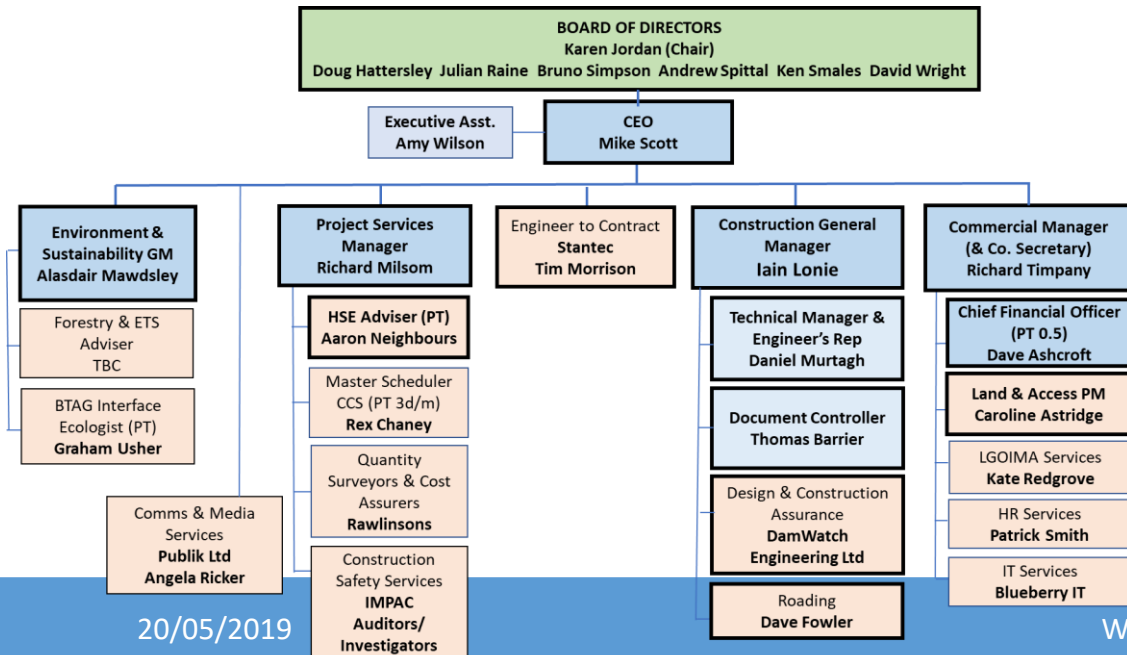 BOARD OF DIRECTORS
Karen Jordan (Chair)
Doug Hattersley Julian Raine Bruno Simpson Andrew Spittal Ken Smales David Wright
Executive Asst.
Amy Wilson
CEO
Mike Scott
Environment &
Sustainability GM
Alasdair Mawdsley
Forestry & ETS
Adviser
TBC
BTAG Interface
Ecologist (PT)
Graham Usher
Comms & Media
Services
Publik Ltd
Angela Ricker
Project Services
Manager
Richard Milsom
HSE Adviser (PT)
Aaron Neighbours
Master Scheduler
CCS (PT 3d/m)
Rex Chaney
Quantity
Surveyors & Cost
Assurers
Rawlinsons
Construction
Safety Services
IMPAC
Auditors/
Investigators
Engineer to Contract
Stantec
Tim Morrison
Construction General
Manager
Iain Lonie
Technical Manager &
Engineer's Rep
Daniel Murtagh
Document Controller
Thomas Barrier
Design & Construction
Assurance
DamWatch
Engineering Ltd
Roading
Dave Fowler
Commercial Manager
(& Co. Secretary)
Richard Timpany
Chief Financial Officer
(PT 0.5)
Dave Ashcroft
Land & Access PM
Caroline Astridge
LGOIMA Services
Kate Redgrove
HR Services
Patrick Smith
IT Services
Blueberry IT
20/05/2019
W